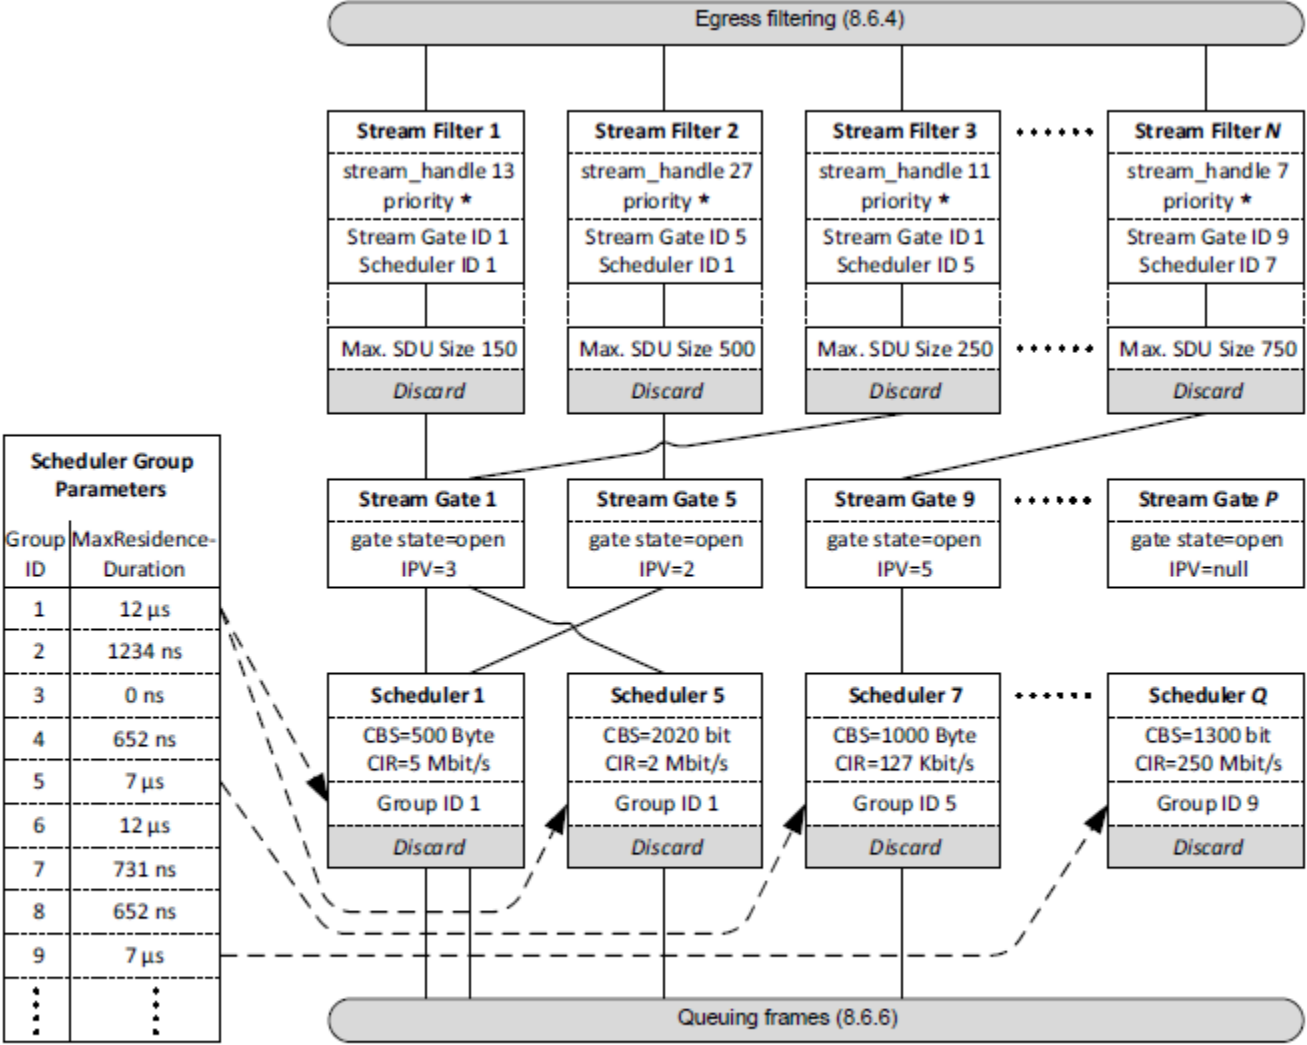 Egress filtering (8.6.4)
Stream Filter 1
stream_handle 13
priority *
Stream Gate ID 1
Scheduler ID 1
Max. SDU Size 150
Discard
Stream Filter 2
stream_handle 27
priority *
Stream Gate ID 5
Scheduler ID 1
Max. SDU Size 500
Discard
Stream Filter 3
stream_handle 11
priority *
Stream Gate ID 1
Scheduler ID 5
Max. SDU Size 250
Discard
Stream Filter N
stream_handle 7
priority *
Stream Gate ID 9
Scheduler ID 7
Max. SDU Size 750
Discard
Scheduler Group
Parameters
Group ID
MaxResidence-
Duration
1 12 µs
2 1234 ns
3 0 ns
4 652 ns
5 7 µs
6 12 µs
7 731 ns
8 652 ns
9 7 µs
Stream Gate 1
gate state=open
IPV=3
Stream Gate 5
gate state=open
IPV=2
Stream Gate 9
gate state=open
IPV=5
Stream Gate P
gate state=open
IPV=null
Scheduler 1
CBS=500 Byte
CIR=5 Mbit/s
Group ID 1
Discard
Scheduler 5
CBS=2020 bit
CIR=2 Mbit/s
Group ID 1
Discard
Scheduler 7
CBS=1000 Byte
CIR=127 Kbit/s
Group ID 5
Discard
Scheduler Q
CBS=1300 bit
CIR=250 Mbit/s
Group ID 9
Discard
Queuing frames (8.6.6)